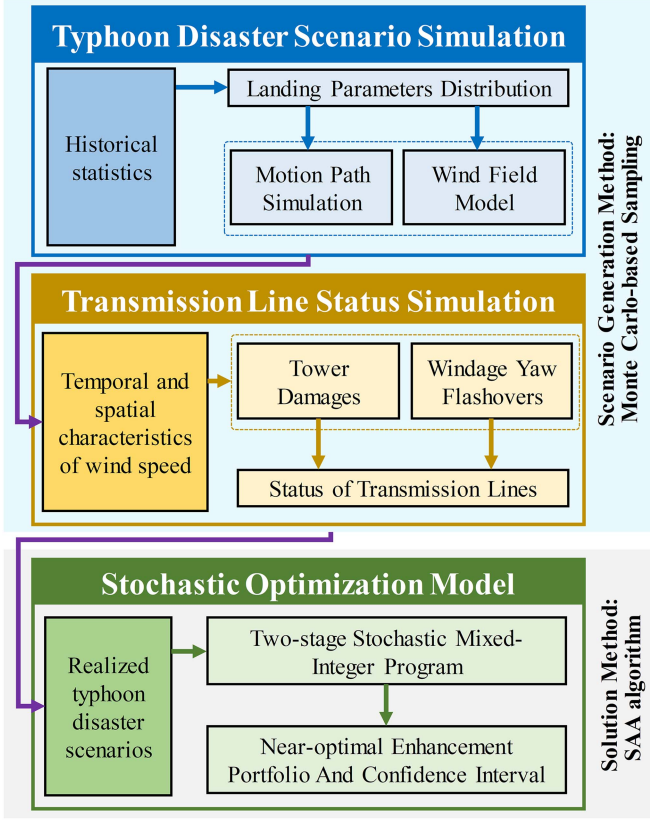 Typhoon Disaster Scenario Simulation
Historical
statistics
Landing Parameters Distribution
Motion Path
Simulation
Wind Field
Model
Transmission Line Status Simulation
Temporal and
spatial
characteristics
of wind speed
Tower
Damages
Windage Yaw
Flashovers
Status of Transmission Lines
Scenario Generation Method:
Monte Carlo-based Sampling
Stochastic Optimization Model
Realized
typhoon
disaster
scenarios
Two-stage Stochastic Mixed-
Integer Program
Near-optimal Enhancement
Portfolio And Confidence Interval
Solution Method:
SAA algorithm